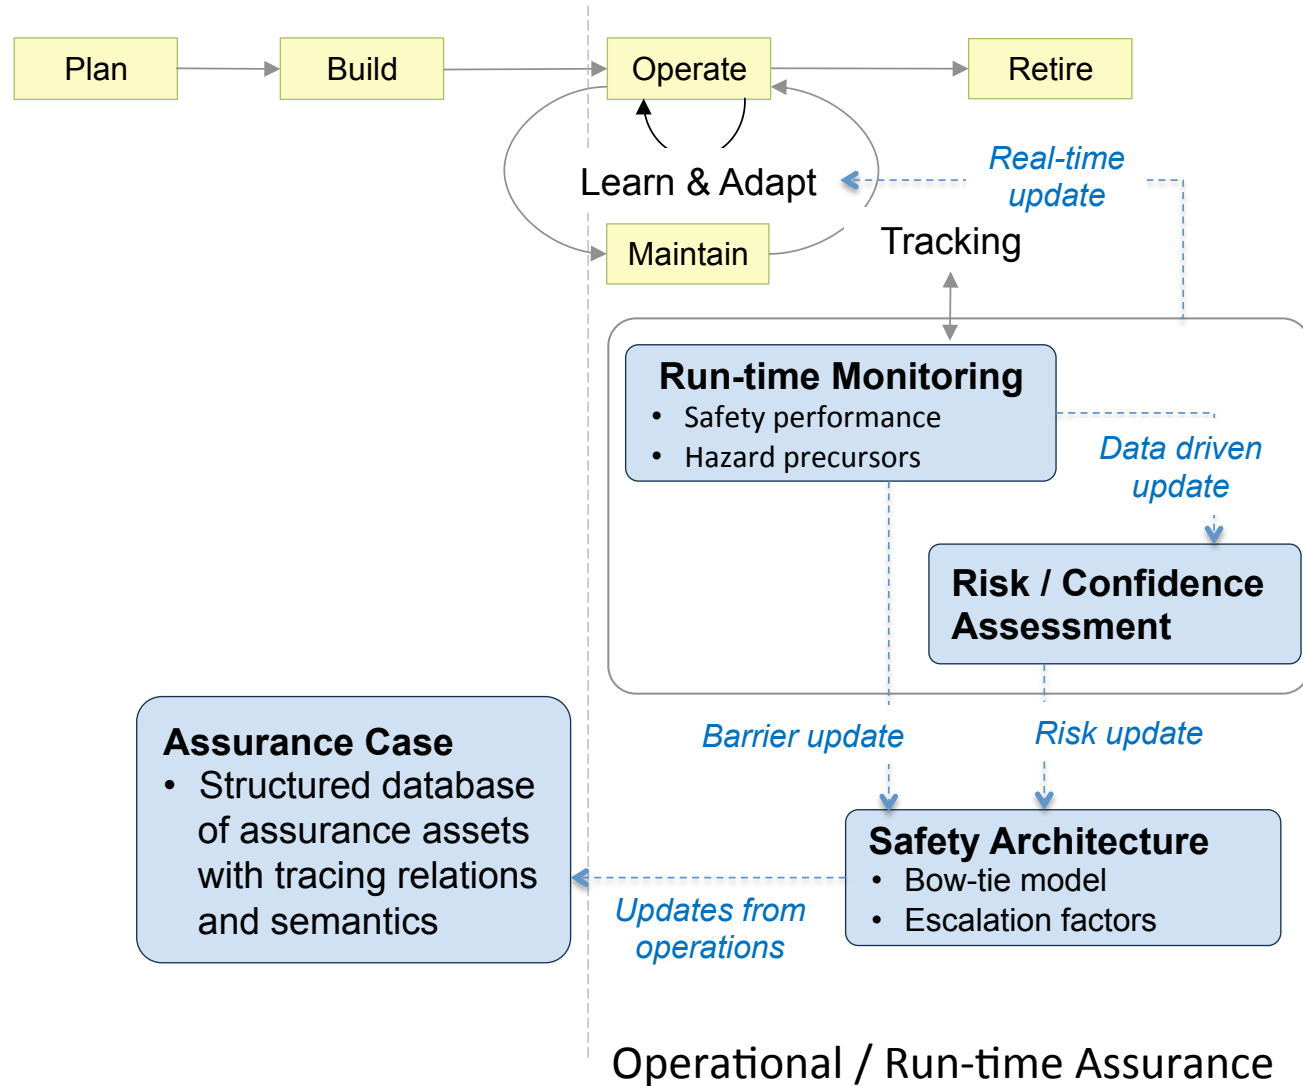 Plan
Build
Operate
Retire
Real-time
update
Learn & Adapt
Tracking
Maintain
Run-time Monitoring
• Safety performance
• Hazard precursors
Data driven
update
Risk / Confidence
Assessment
Barrier update
Risk update
Assurance Case
• Structured database
of assurance assets
with tracing relations
and semantics
Safety Architecture
• Bow-tie model
• Escalation factors
Updates from
operations
Operational / Run-time Assurance